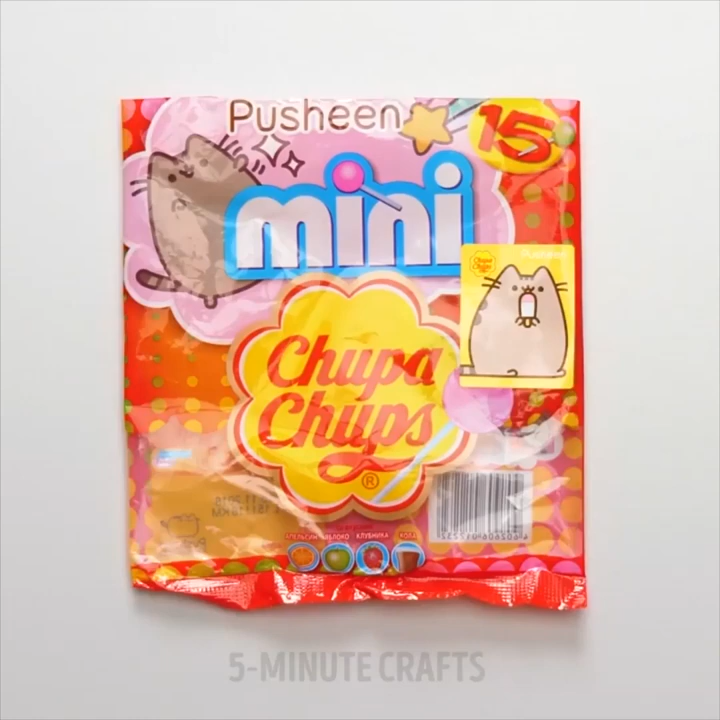 Pusheen
15
mini
Pusheen
Chupa
Chups
Chupa
Chups
®
АПЕЛЬСИН ЯБЛОКО КЛУБНИКА КОЛА
5-MINUTE CRAFTS